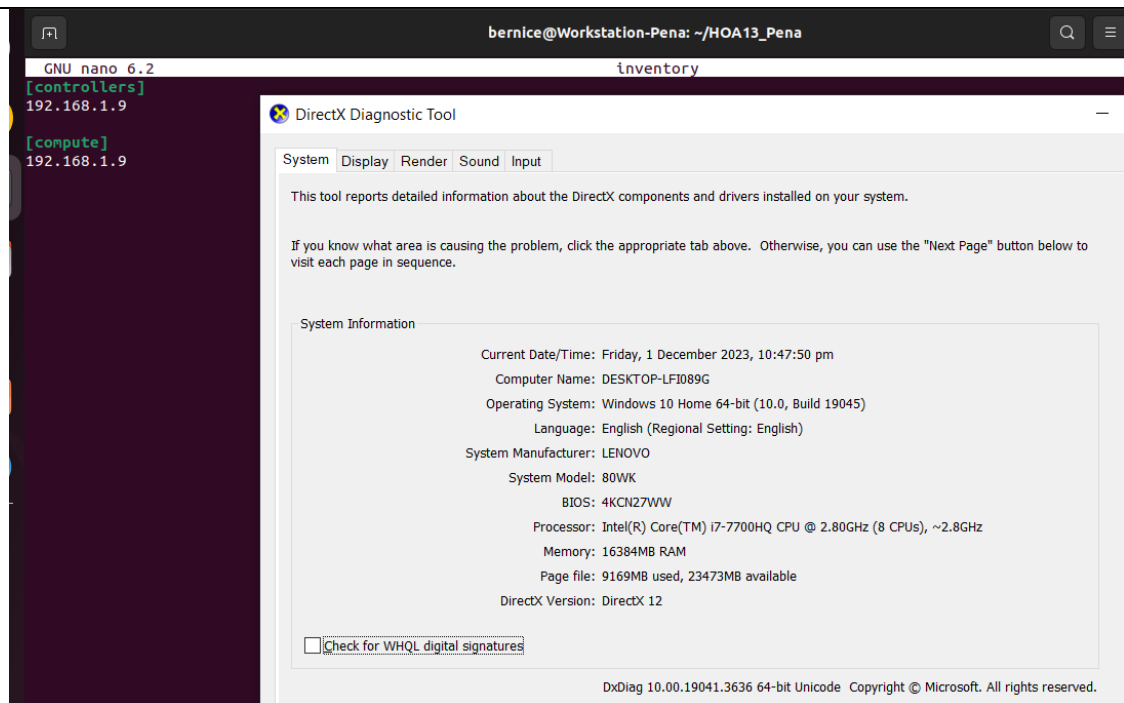 bernice@Workstation-Pena: ~/HOA13_Pena
GNU nano 6.2 inventory
[controllers]
192.168.1.9
[compute]
192.168.1.9
DirectX Diagnostic Tool
System Display Render Sound Input
This tool reports detailed information about the DirectX components and drivers installed on your system.
If you know what area is causing the problem, click the appropriate tab above. Otherwise, you can use the "Next Page" button below to
visit each page in sequence.
System Information
Current Date/Time: Friday, 1 December 2023, 10:47:50 pm
Computer Name: DESKTOP-LFI089G
Operating System: Windows 10 Home 64-bit (10.0, Build 19045)
Language: English (Regional Setting: English)
System Manufacturer: LENOVO
System Model: 80WK
BIOS: 4KCN27WW
Processor: Intel(R) Core(TM) i7-7700HQ CPU @ 2.80GHz (8 CPUs), ~2.8GHz
Memory: 16384MB RAM
Page file: 9169MB used, 23473MB available
DirectX Version: DirectX 12
Check for WHQL digital signatures
DxDiag 10.00.19041.3636 64-bit Unicode Copyright © Microsoft. All rights reserved.